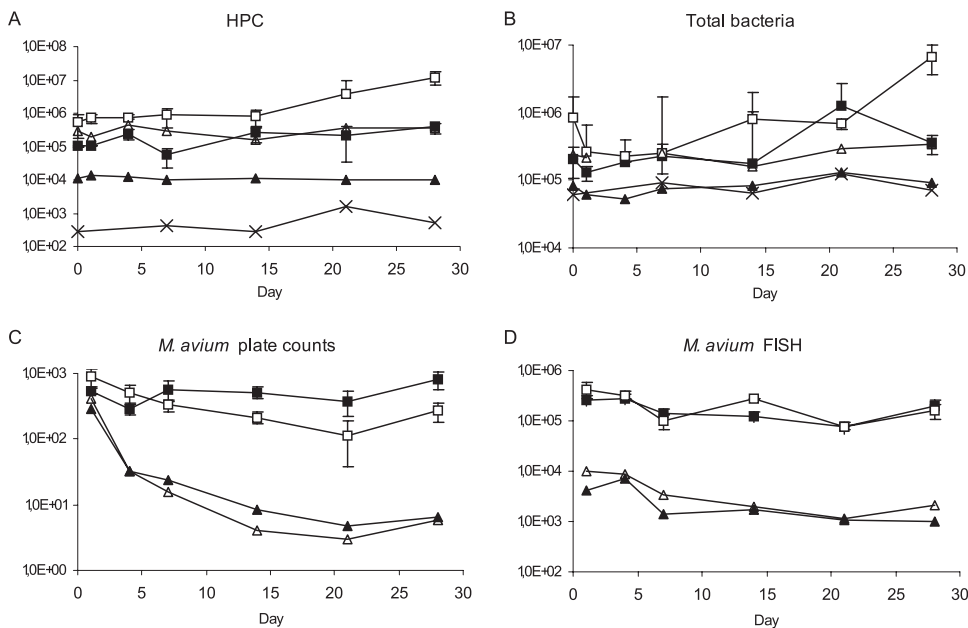 A HPC
1,0E+08
1,0E+07
1,0E+06
1,0E+05
1,0E+04
1,0E+03
1,0E+02
0 5 10 15 20 25 30
Day
B Total bacteria
1,0E+07
1,0E+06
1,0E+05
1,0E+04
0 5 10 15 20 25 30
Day
C M. avium plate counts
1,0E+03
1,0E+02
1,0E+01
1,0E+00
0 5 10 15 20 25 30
Day
D M. avium FISH
1,0E+06
1,0E+05
1,0E+04
1,0E+03
1,0E+02
0 5 10 15 20 25 30
Day